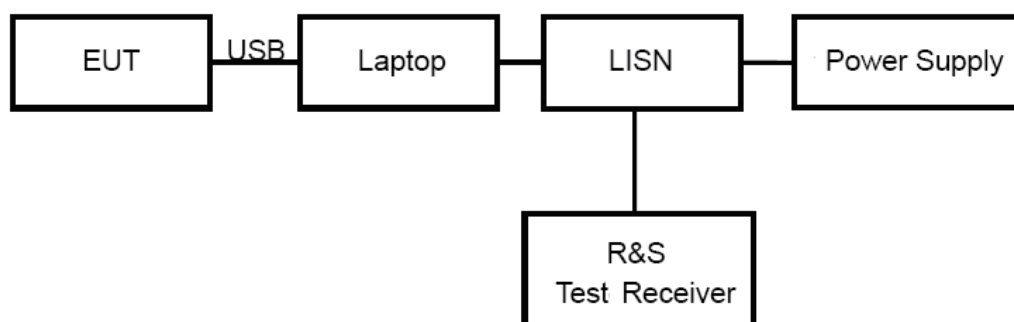 EUT
USB
Laptop
LISN
Power Supply
R&S
Test Receiver